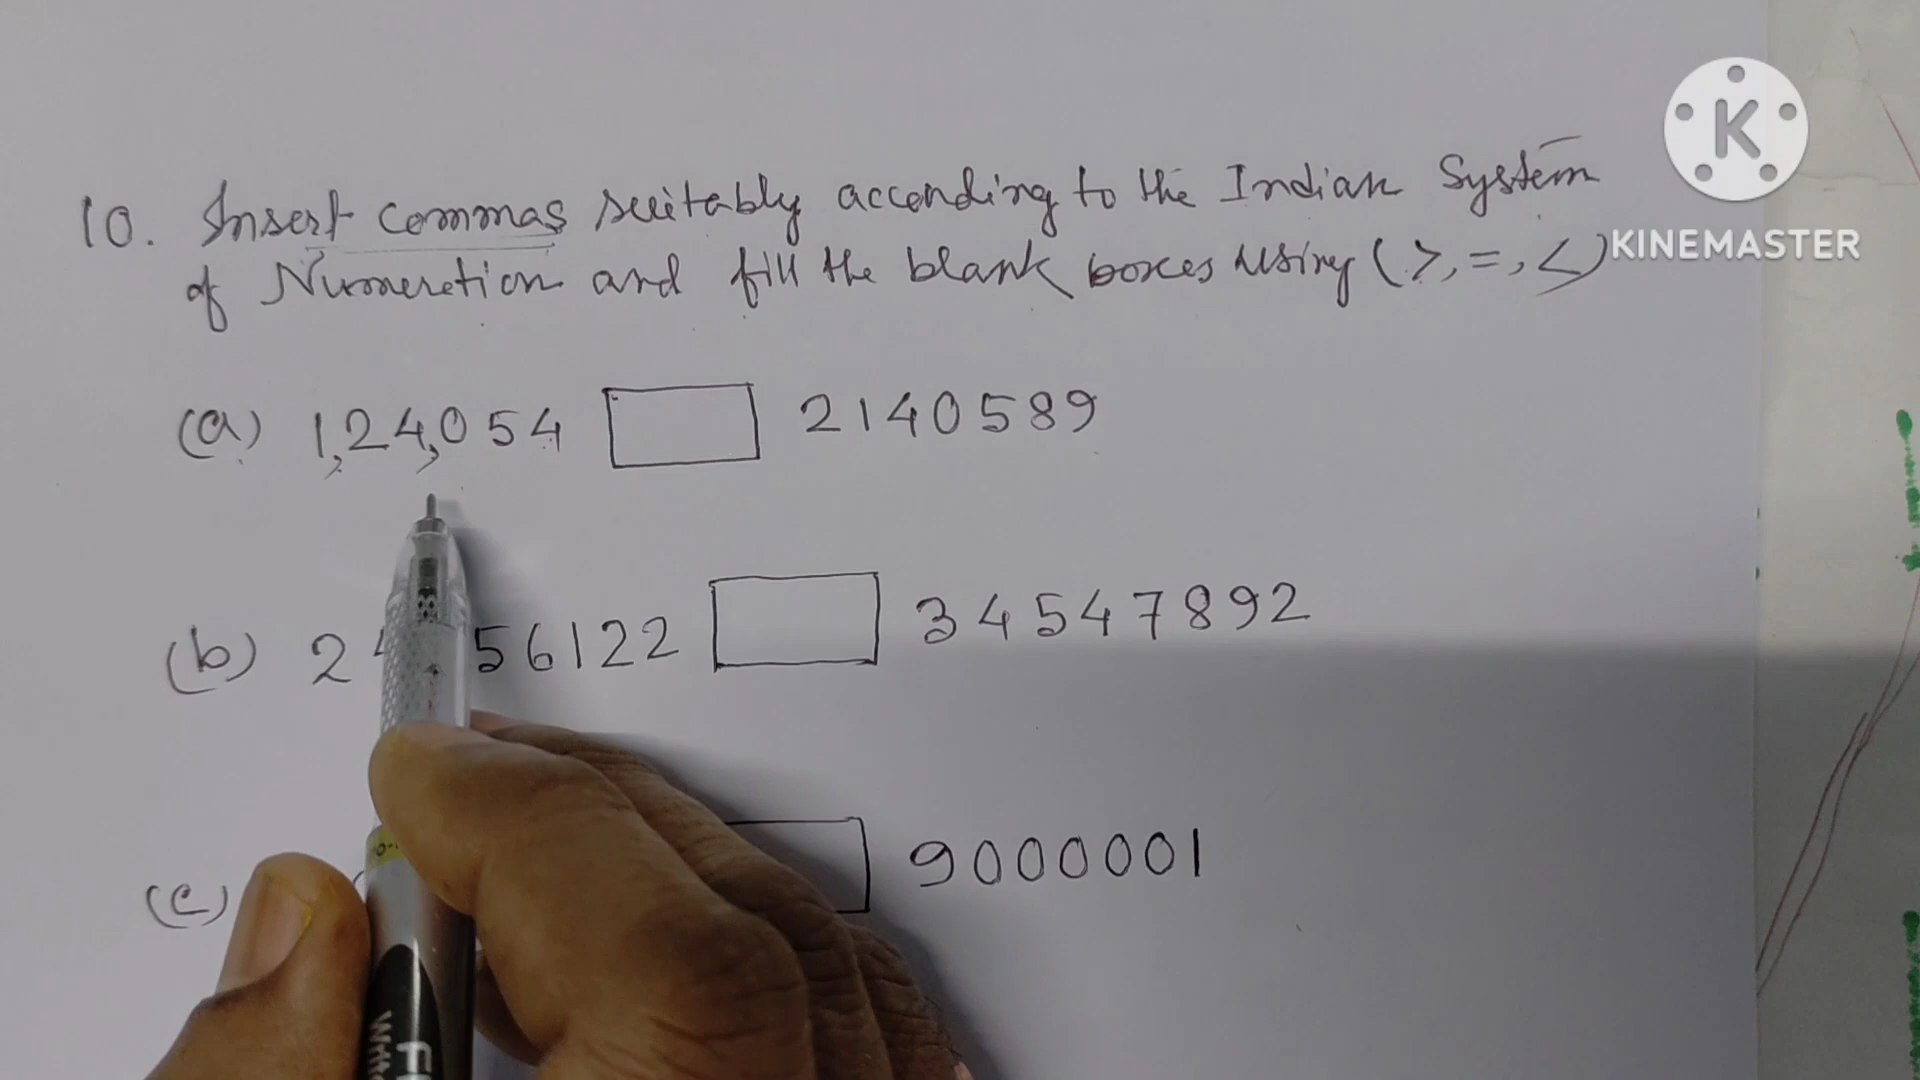 K
KINEMASTER
10. Insert commas suitably according to the Indian System
of Numeretion and fill the blank boxes using (>, =, <)
(a) 1,24,054 2140589
(b) 2 56122 34547892
(c) 9000001